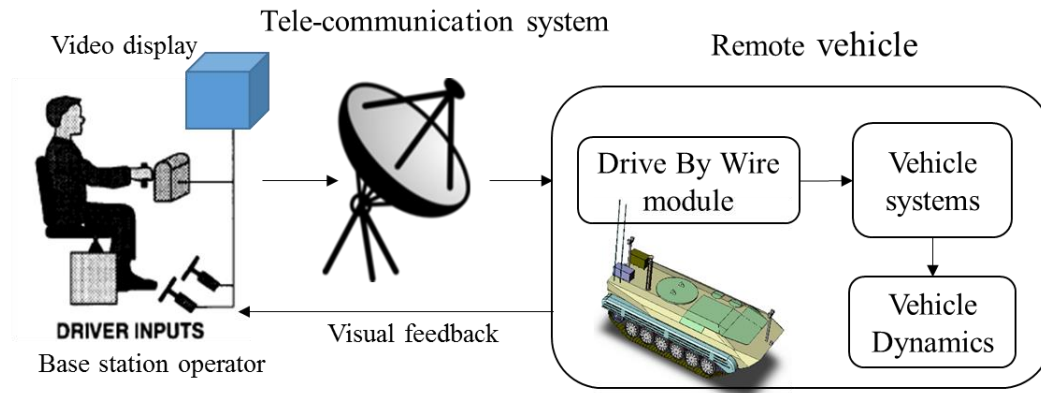 Tele-communication system
Video display
Remote vehicle
Drive By Wire
module
Vehicle
systems
Vehicle
Dynamics
DRIVER INPUTS
Visual feedback
Base station operator